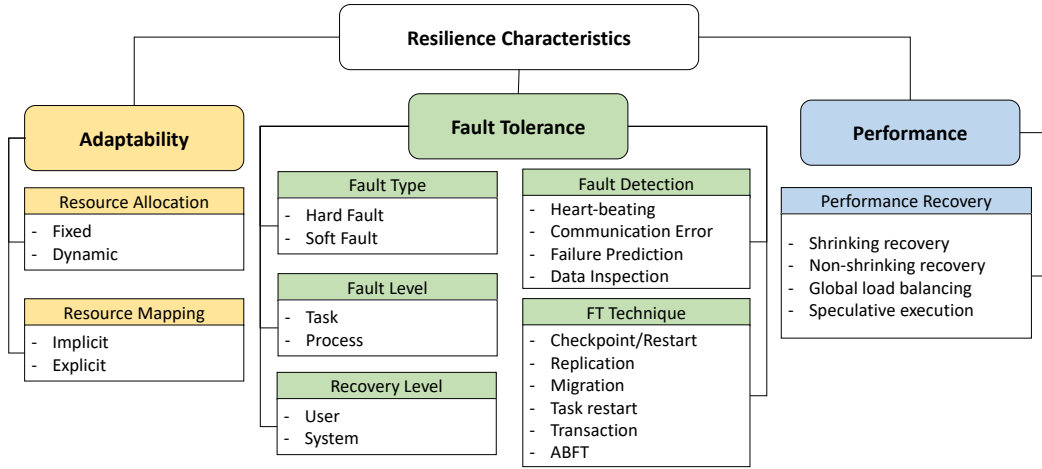 Resilience Characteristics
Adaptability
Fault Tolerance
Performance
Resource Allocation
- Fixed
- Dynamic
Resource Mapping
- Implicit
- Explicit
Fault Type
- Hard Fault
- Soft Fault
Fault Level
- Task
- Process
Recovery Level
- User
- System
Fault Detection
- Heart-beating
- Communication Error
- Failure Prediction
- Data Inspection
FT Technique
- Checkpoint/Restart
- Replication
- Migration
- Task restart
- Transaction
- ABFT
Performance Recovery
- Shrinking recovery
- Non-shrinking recovery
- Global load balancing
- Speculative execution